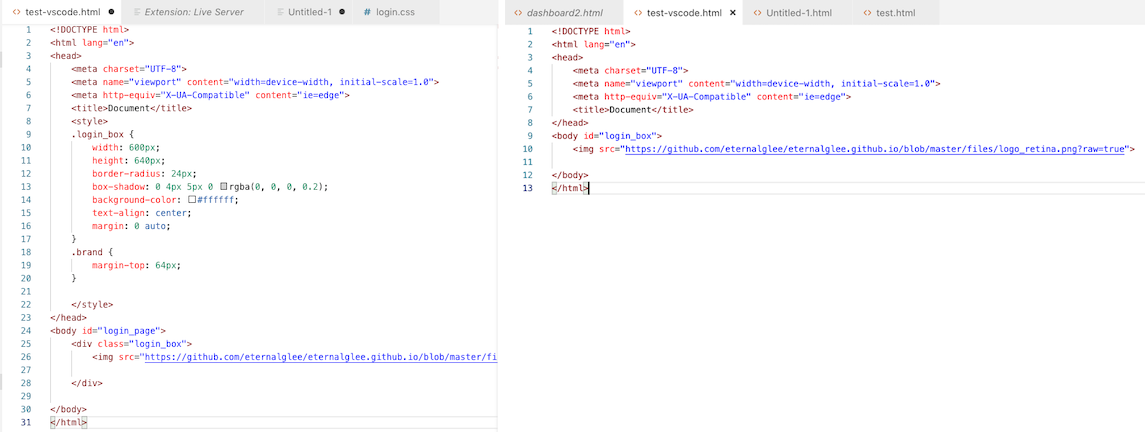 test-vscode.html Extension: Live Server Untitled-1 # login.css
1 <!DOCTYPE html>
2 <html lang="en">
3 <head>
4 <meta charset="UTF-8">
5 <meta name="viewport" content="width=device-width, initial-scale=1.0">
6 <meta http-equiv="X-UA-Compatible" content="ie=edge">
7 <title>Document</title>
8 <style>
9 .login_box {
10 width: 600px;
11 height: 640px;
12 border-radius: 24px;
13 box-shadow: 0 4px 5px 0 rgba(0, 0, 0, 0.2);
14 background-color: #ffffff;
15 text-align: center;
16 margin: 0 auto;
17 }
18 .brand {
19 margin-top: 64px;
20 }
21
22 </style>
23 </head>
24 <body id="login_page">
25 <div class="login_box">
26 <img src="https://github.com/eternalglee/eternalglee.github.io/blob/master/fi
27
28 </div>
29
30 </body>
31 </html>
dashboard2.html test-vscode.html × Untitled-1.html test.html
1 <!DOCTYPE html>
2 <html lang="en">
3 <head>
4 <meta charset="UTF-8">
5 <meta name="viewport" content="width=device-width, initial-scale=1.0">
6 <meta http-equiv="X-UA-Compatible" content="ie=edge">
7 <title>Document</title>
8 </head>
9 <body id="login_box">
10 <img src="https://github.com/eternalglee/eternalglee.github.io/blob/master/files/logo_retina.png?raw=true">
11
12 </body>
13 </html>